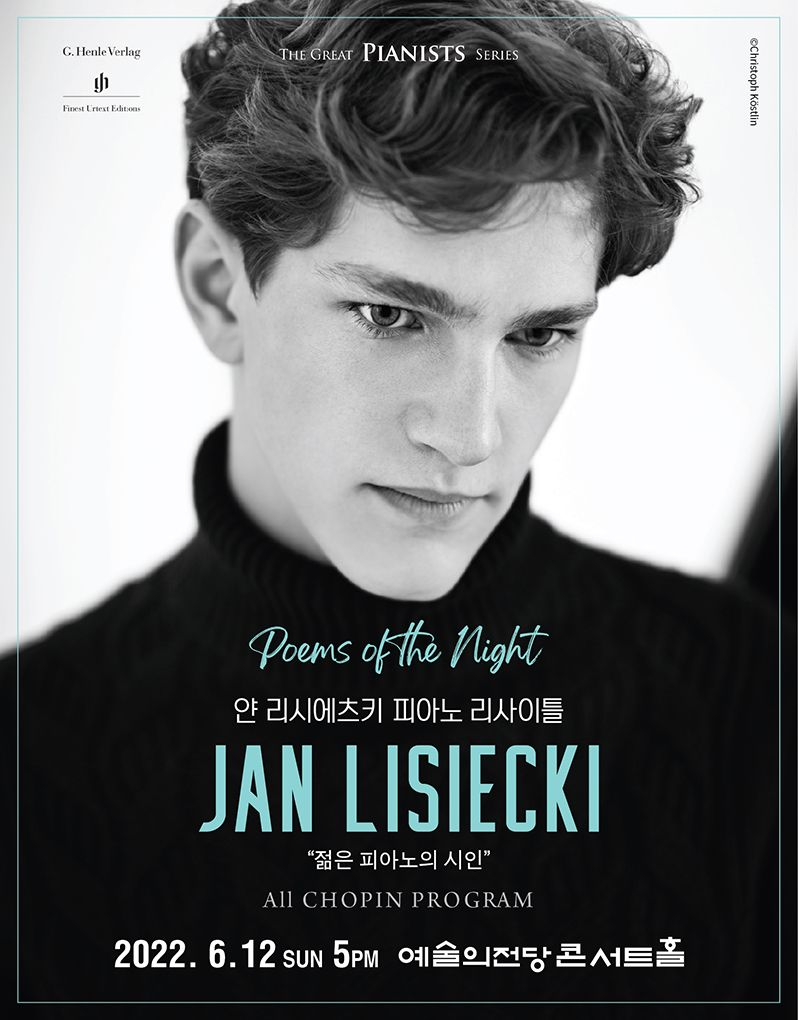 G. Henle Verlag
Finest Urtext Editions
THE GREAT PIANISTS SERIES
©Christoph Köstlin
Poems of the Night
얀 리시에츠키 피아노 리사이틀
JAN LISIECKI
“젊은 피아노의 시인”
All CHOPIN PROGRAM
2022. 6.12 SUN 5PM 예술의전당 콘서트홀